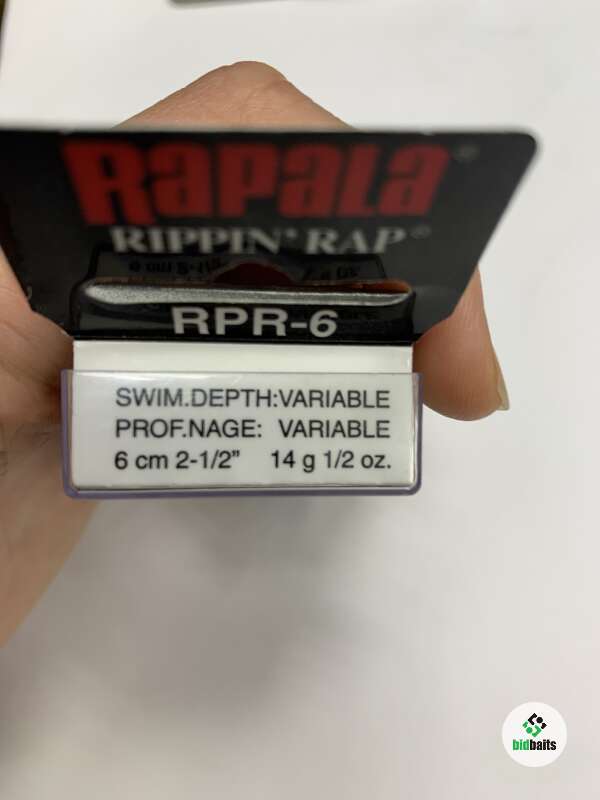 Rapala®
RIPPIN' RAP®
RPR-6
SWIM.DEPTH:VARIABLE
PROF.NAGE: VARIABLE
6 cm 2-1/2" 14 g 1/2 oz.
bidbaits